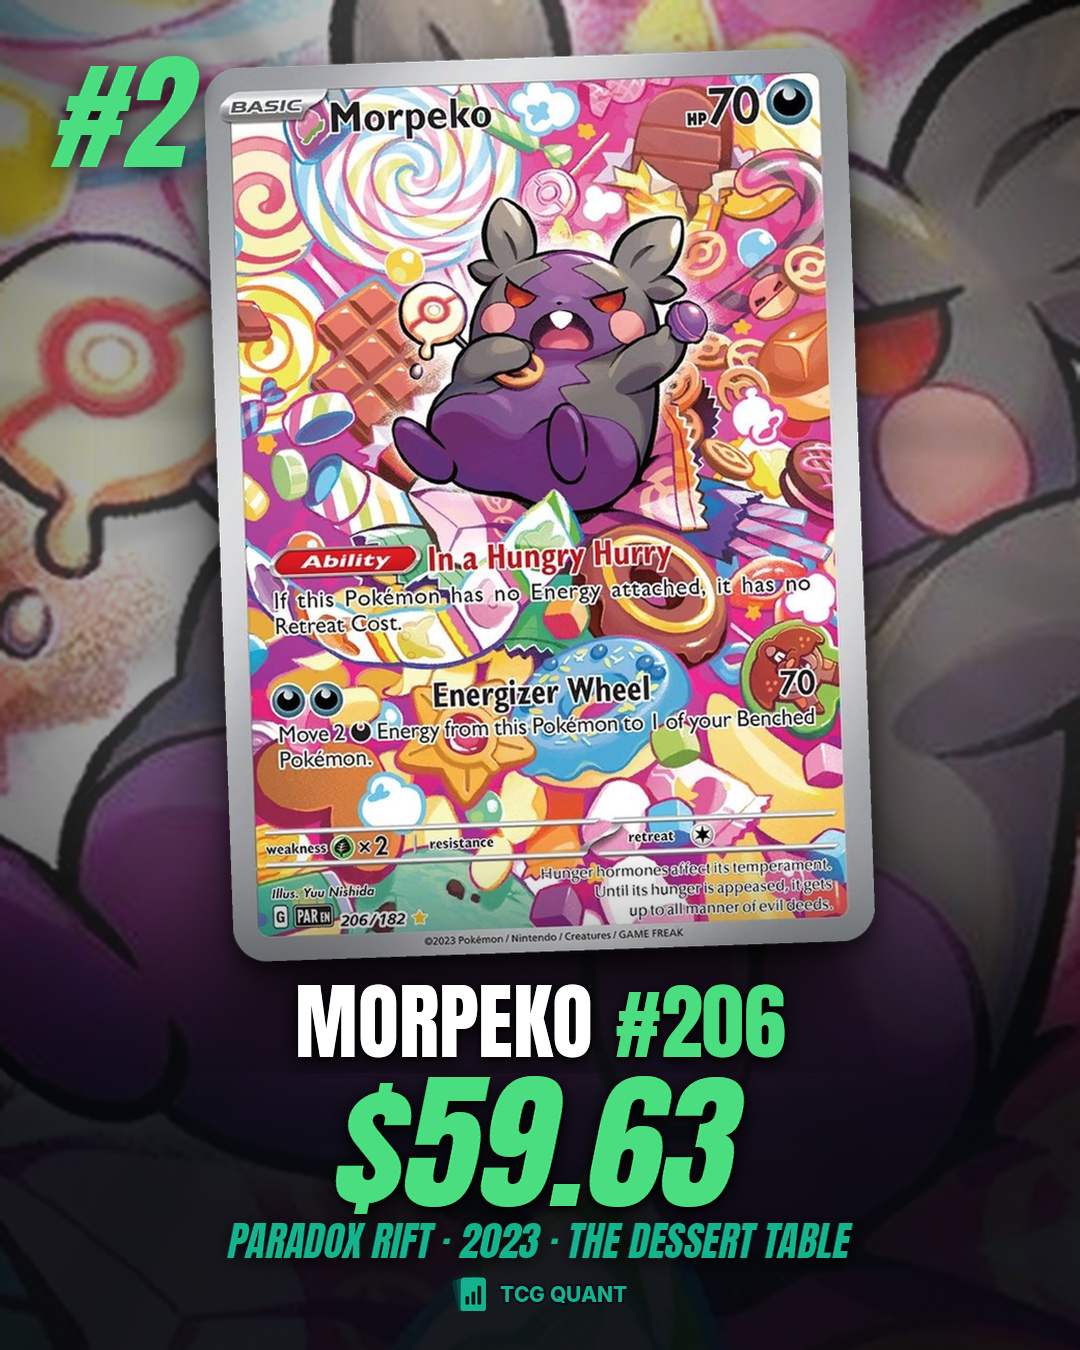 #2
BASIC Morpeko HP 70
Ability In a Hungry Hurry
If this Pokémon has no Energy attached, it has no
Retreat Cost.
Energizer Wheel 70
Move 2 Energy from this Pokémon to 1 of your Benched
Pokémon.
weakness ×2 resistance retreat
Hunger hormones affect its temperament.
Until its hunger is appeased, it gets
up to all manner of evil deeds.
Illus. Yuu Nishida
G PAR EN 206/182
©2023 Pokémon / Nintendo / Creatures / GAME FREAK
MORPEKO #206
$59.63
PARADOX RIFT · 2023 · THE DESSERT TABLE
TCG QUANT